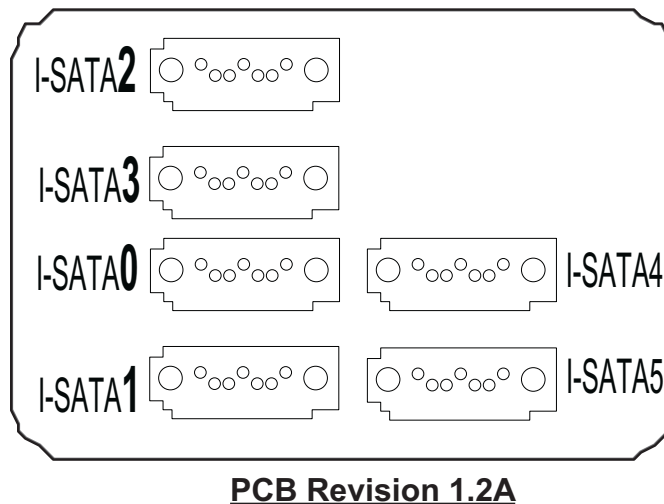 I-SATA2
I-SATA3
I-SATA0
I-SATA4
I-SATA1
I-SATA5
PCB Revision 1.2A